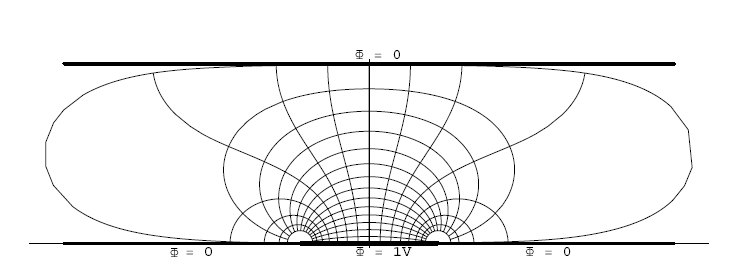 Φ = 0
Φ = 0
Φ = 1V
Φ = 0